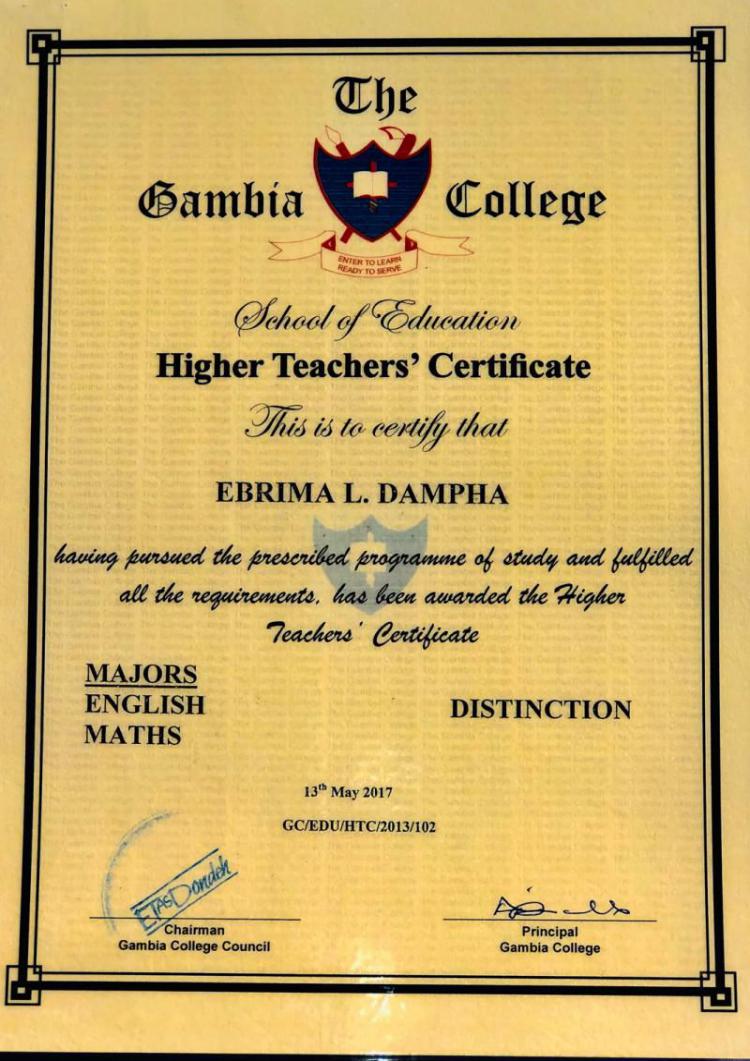 The
Gambia College
ENTER TO LEARN
READY TO SERVE
School of Education
Higher Teachers' Certificate
This is to certify that
EBRIMA L. DAMPHA
having pursued the prescribed programme of study and fulfilled
all the requirements, has been awarded the Higher
Teachers' Certificate
MAJORS
ENGLISH
MATHS
DISTINCTION
13th May 2017
GC/EDU/HTC/2013/102
Chairman
Gambia College Council
Principal
Gambia College